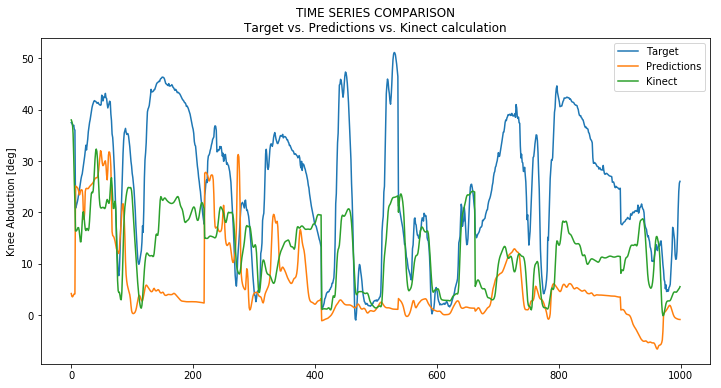 TIME SERIES COMPARISON
Target vs. Predictions vs. Kinect calculation
Target
Predictions
Kinect
Knee Abduction [deg]
50
40
30
20
10
0
0 200 400 600 800 1000